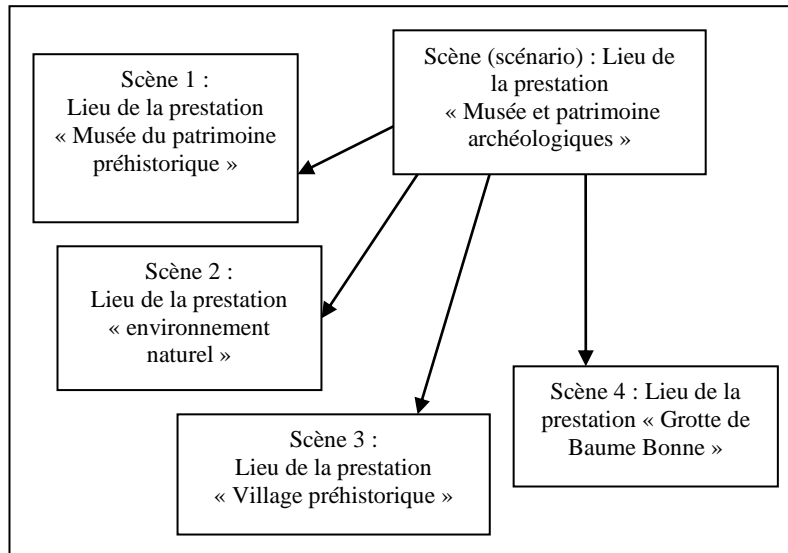 Scène 1 :
Lieu de la prestation
« Musée du patrimoine
préhistorique »
Scène (scénario) : Lieu de
la prestation
« Musée et patrimoine
archéologiques »
Scène 2 :
Lieu de la prestation
« environnement
naturel »
Scène 3 :
Lieu de la prestation
« Village préhistorique »
Scène 4 : Lieu de la
prestation « Grotte de
Baume Bonne »